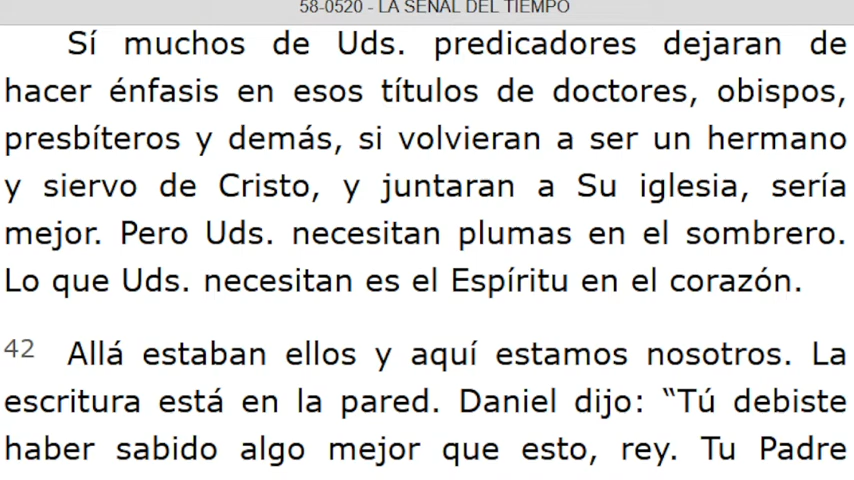 58-0520 - LA SEÑAL DEL TIEMPO
Sí muchos de Uds. predicadores dejaran de
hacer énfasis en esos títulos de doctores, obispos,
presbíteros y demás, si volvieran a ser un hermano
y siervo de Cristo, y juntaran a Su iglesia, sería
mejor. Pero Uds. necesitan plumas en el sombrero.
Lo que Uds. necesitan es el Espíritu en el corazón.
42 Allá estaban ellos y aquí estamos nosotros. La
escritura está en la pared. Daniel dijo: “Tú debiste
haber sabido algo mejor que esto, rey. Tu Padre